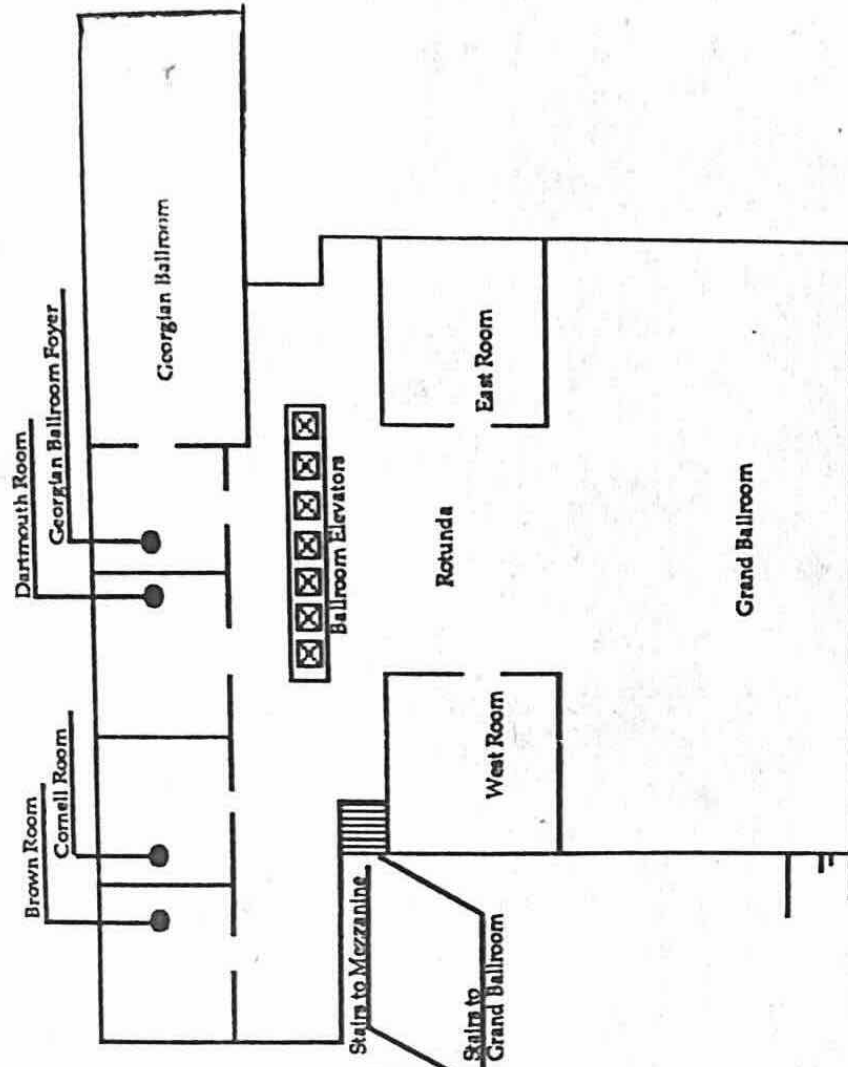 Brown Room
Cornell Room
Dartmouth Room
Georgian Ballroom Foyer
Georgian Ballroom
Ballroom Elevators
Stairs to Mezzanine
Stairs to
Grand Ballroom
West Room
Rotunda
East Room
Grand Ballroom